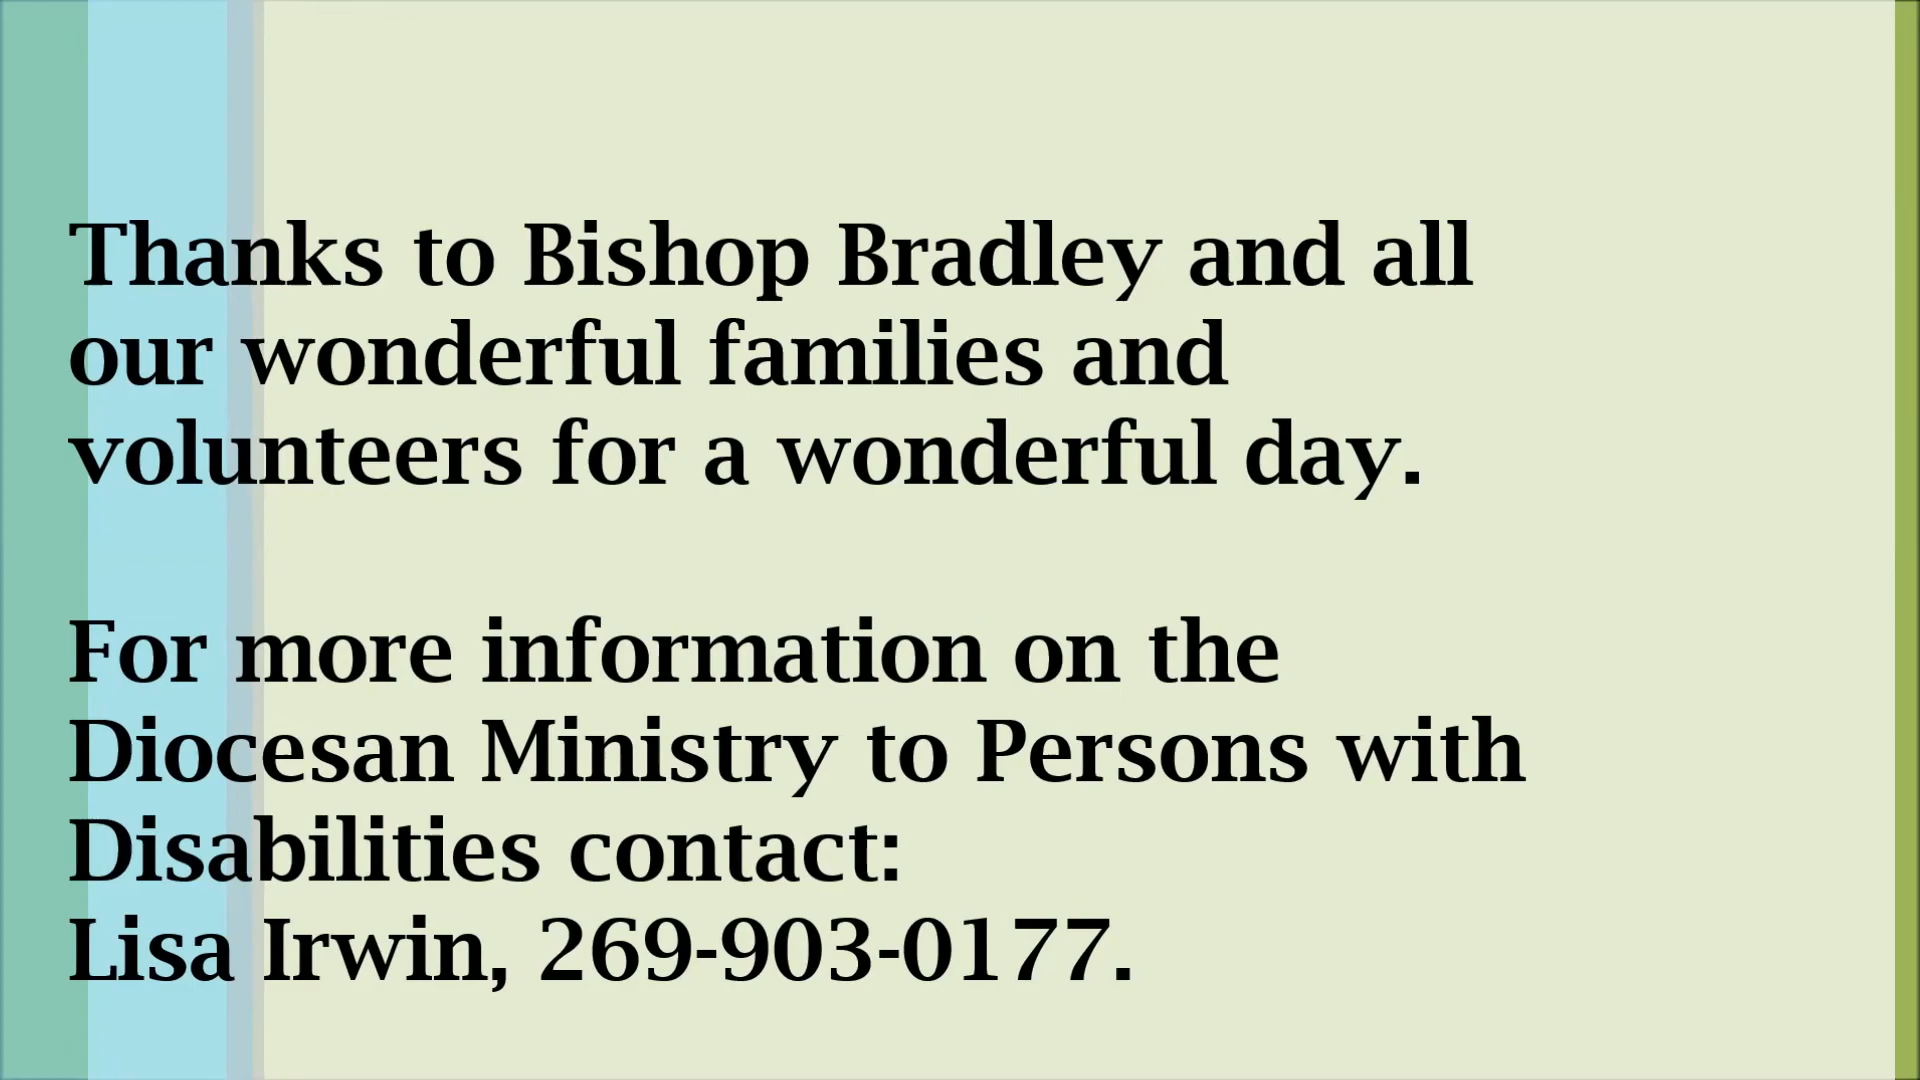 Thanks to Bishop Bradley and all
our wonderful families and
volunteers for a wonderful day.
For more information on the
Diocesan Ministry to Persons with
Disabilities contact:
Lisa Irwin, 269-903-0177.